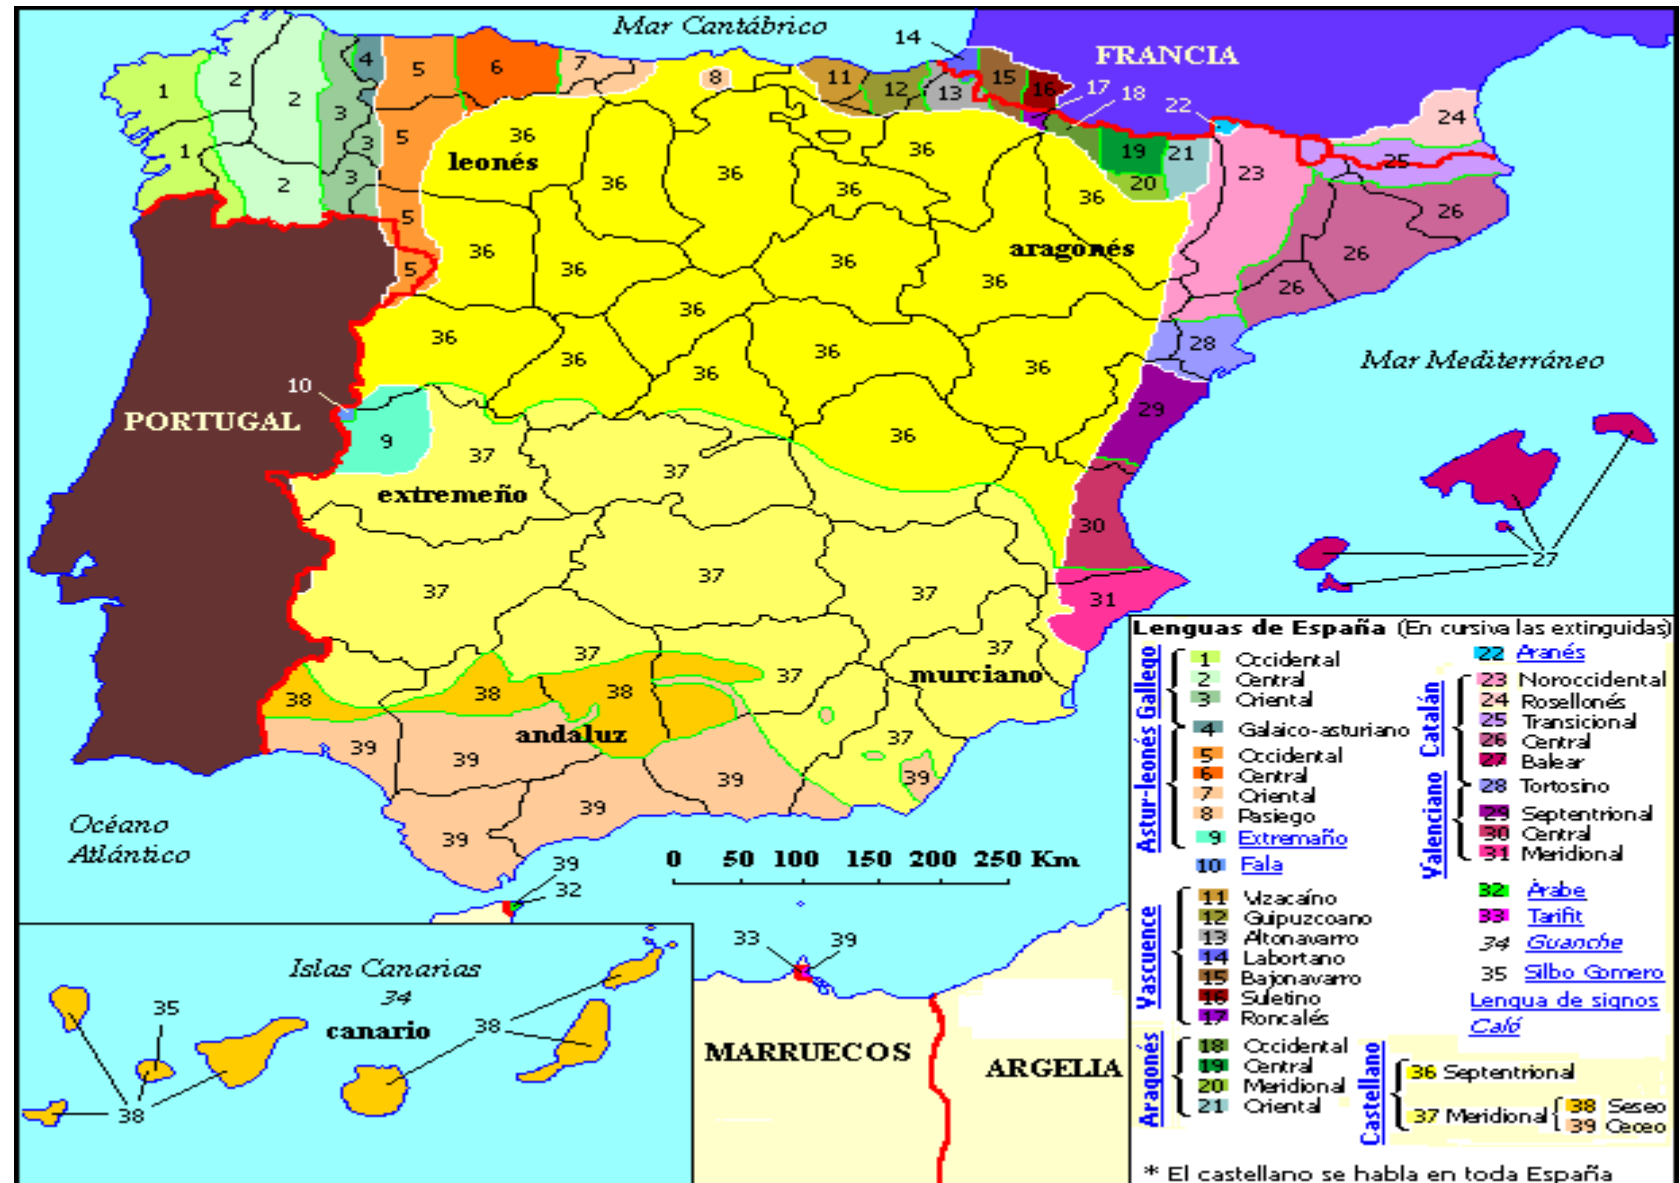 Mar Cantábrico
14
FRANCIA
4
5
6
7
8
11
12
13
15
16
17
18
22
24
1
2
2
3
5
36
leonés
36
36
36
36
36
3
19
21
20
23
25
1
2
3
5
5
36
36
36
aragonés
36
26
26
26
36
36
36
36
36
36
28
Mar Mediterráneo
10
PORTUGAL
9
37
37
36
29
extremeño
30
27
37
37
37
31
37
37
37
murciano
38
38
38
andaluz
39
39
39
37
39
39
39
Océano
Atlántico
0 50 100 150 200 250 Km
39
32
33
39
Islas Canarias
34
canario
35
38
38
MARRUECOS
ARGELIA
Lenguas de España (En cursiva las extinguidas)
Gallego
1 Occidental
2 Central
3 Oriental
4 Galaico-asturiano
Astur-leonés
5 Occidental
6 Central
7 Oriental
8 Pasiego
9 Extremaño
10 Fala
Vascuence
11 Vizacaíno
12 Guipuzcoano
13 Altonavarro
14 Labortano
15 Bajonavarro
16 Suletino
17 Roncalés
Aragonés
18 Occidental
19 Central
20 Meridional
21 Oriental
22 Aranés
Catalán
23 Noroccidental
24 Rosellonés
25 Transicional
26 Central
27 Balear
Valenciano
28 Tortosino
29 Septentrional
30 Central
31 Meridional
32 Árabe
33 Tarifit
34 Guanche
35 Silbo Gomero
Lengua de signos
Caló
Castellano
36 Septentrional
37 Meridional
38 Seseo
39 Ceceo
* El castellano se habla en toda España